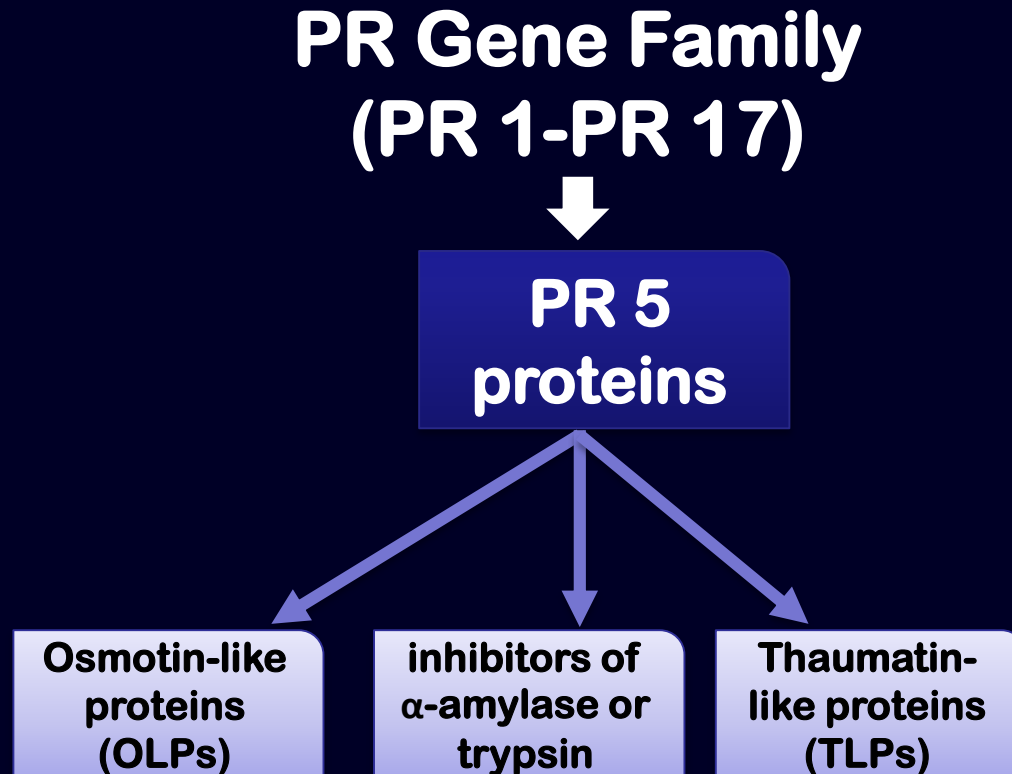 PR Gene Family
(PR 1-PR 17)
PR 5
proteins
Osmotin-like
proteins
(OLPs)
inhibitors of
α-amylase or
trypsin
Thaumatin-
like proteins
(TLPs)